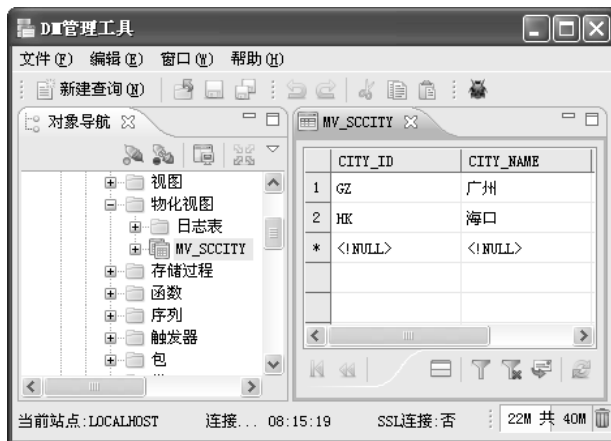 DM管理工具
文件(F) 编辑(E) 窗口(W) 帮助(H)
新建查询(N)
对象导航
MV_SCCITY
视图
物化视图
日志表
MV_SCCITY
存储过程
函数
序列
触发器
包
CITY_ID CITY_NAME
1 GZ 广州
2 HK 海口
* <!NULL> <!NULL>
当前站点:LOCALHOST 连接... 08:15:19 SSL连接:否 22M 共 40M